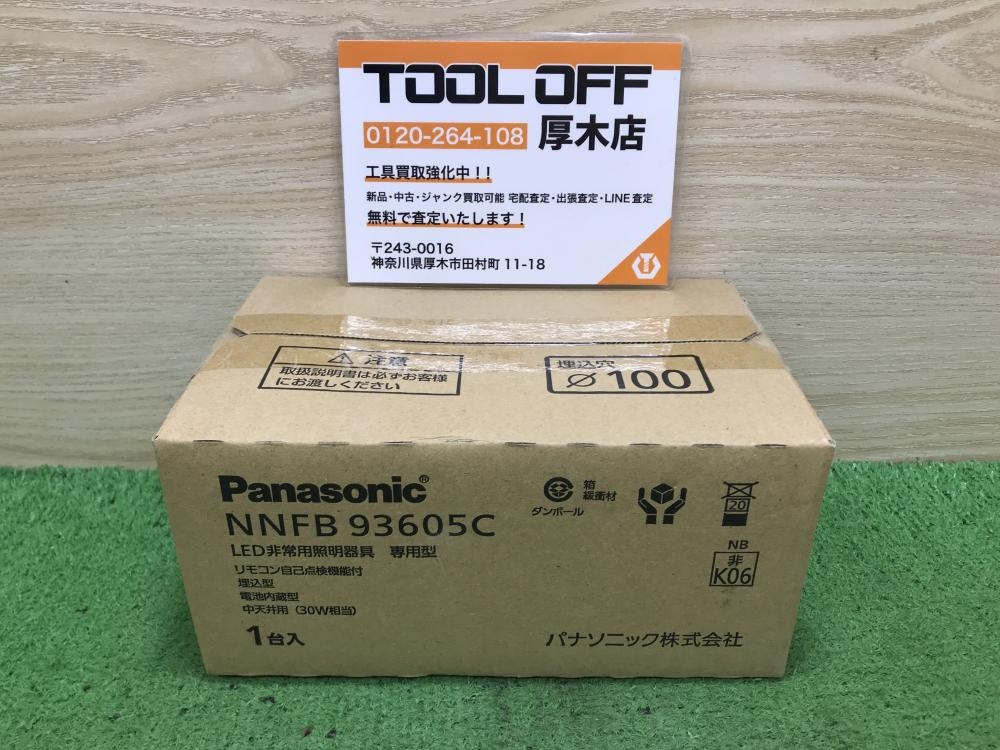 TOOL OFF
0120-264-108 厚木店
工具買取強化中！！
新品・中古・ジャンク買取可能 宅配査定・出張査定・LINE査定
無料で査定いたします！
〒243-0016
神奈川県厚木市田村町 11-18
⚠ 注意
取扱説明書は必ずお客様
にお渡しください
埋込穴
⌀100
Panasonic®
NNFB 93605C
LED非常用照明器具 専用型
リモコン自己点検機能付
埋込型
電池内蔵型
中天井用（30W相当）
1台入
箱
緩衝材
ダンボール
20
NB
非
K06
パナソニック株式会社